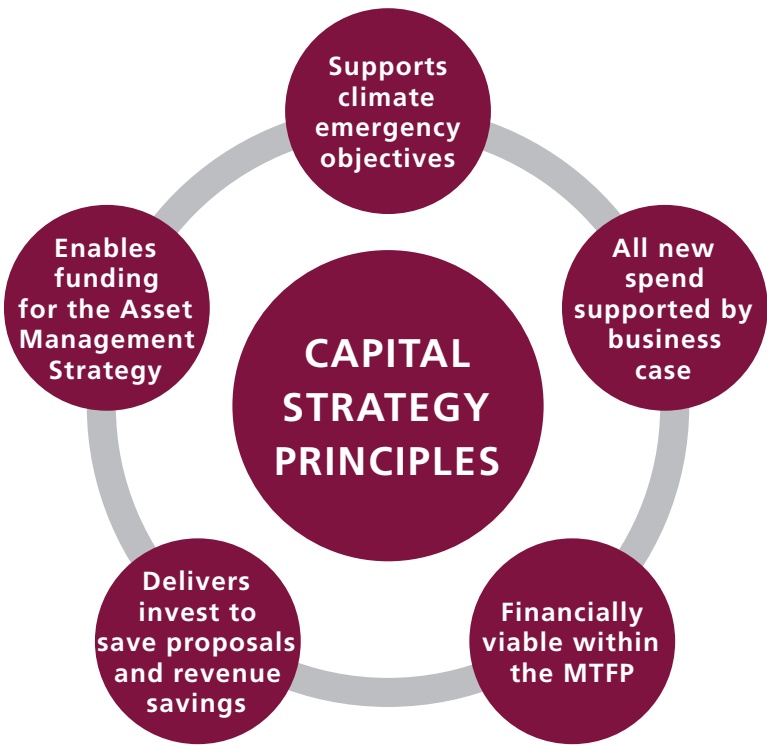 Supports
climate
emergency
objectives
All new
spend
supported by
business
case
Financially
viable within
the MTFP
Delivers
invest to
save proposals
and revenue
savings
Enables
funding
for the Asset
Management
Strategy
CAPITAL
STRATEGY
PRINCIPLES